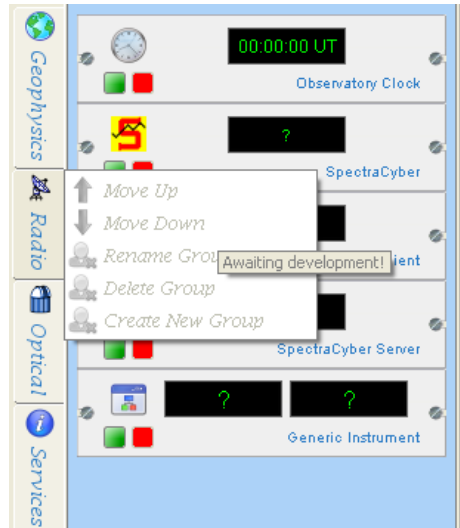 Geophysics
Radio
Optical
Services
00:00:00 UT
Observatory Clock
?
SpectraCyber
Move Up
Move Down
Rename Grou
Awaiting development!
ient
Delete Group
Create New Group
SpectraCyber Server
? ?
Generic Instrument